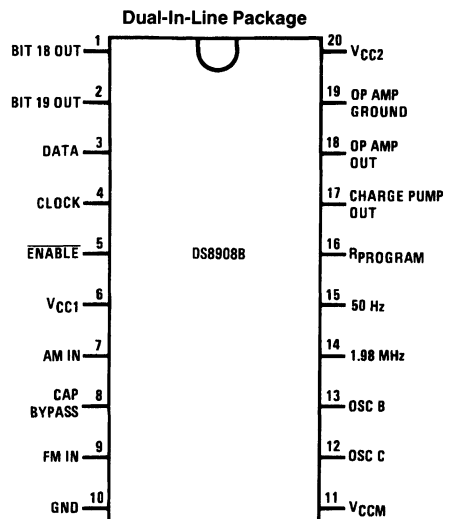 Dual-In-Line Package
BIT 18 OUT 1
20 VCC2
BIT 19 OUT 2
19 OP AMP
GROUND
DATA 3
18 OP AMP
OUT
CLOCK 4
17 CHARGE PUMP
OUT
ENABLE 5
DS8908B
16 RPROGRAM
VCC1 6
15 50 Hz
AM IN 7
14 1.98 MHz
CAP
BYPASS 8
13 OSC B
FM IN 9
12 OSC C
GND 10
11 VCCM